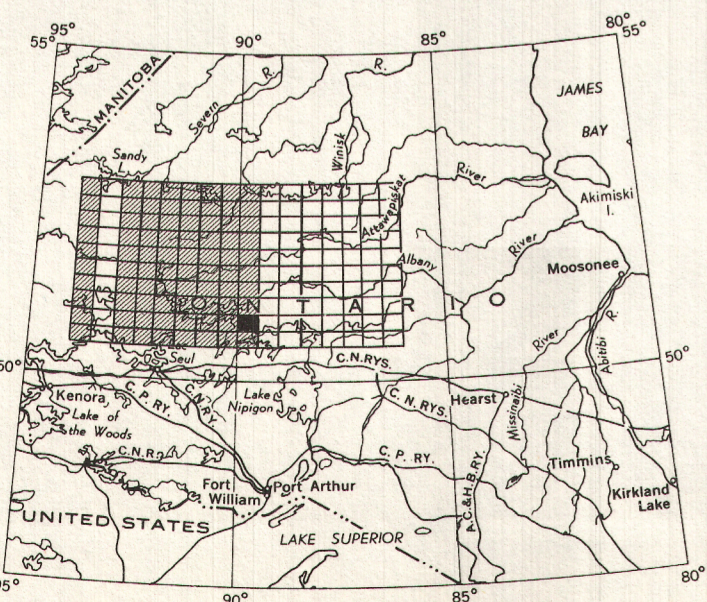 95°
55°
90°
85°
80°
55°
MANITOBA
Severn
R.
R.
Winisk
JAMES
BAY
Sandy
L.
Attawapiskat
River
Akimiski
I.
Albany
River
Moosonee
ONTARIO
Seul
50°
C.N.RYS.
River
Missinaibi
Abitibi
R.
50°
Kenora
C.P.RY.
C.N.RY.
Lake
Nipigon
C.N.RYS.
Hearst
Lake of
the Woods
C.N.R.
C.P.RY.
Timmins
Fort
William
Port Arthur
A.C.&H.B.RY.
Kirkland
Lake
UNITED STATES
LAKE SUPERIOR
95°
90°
85°
80°